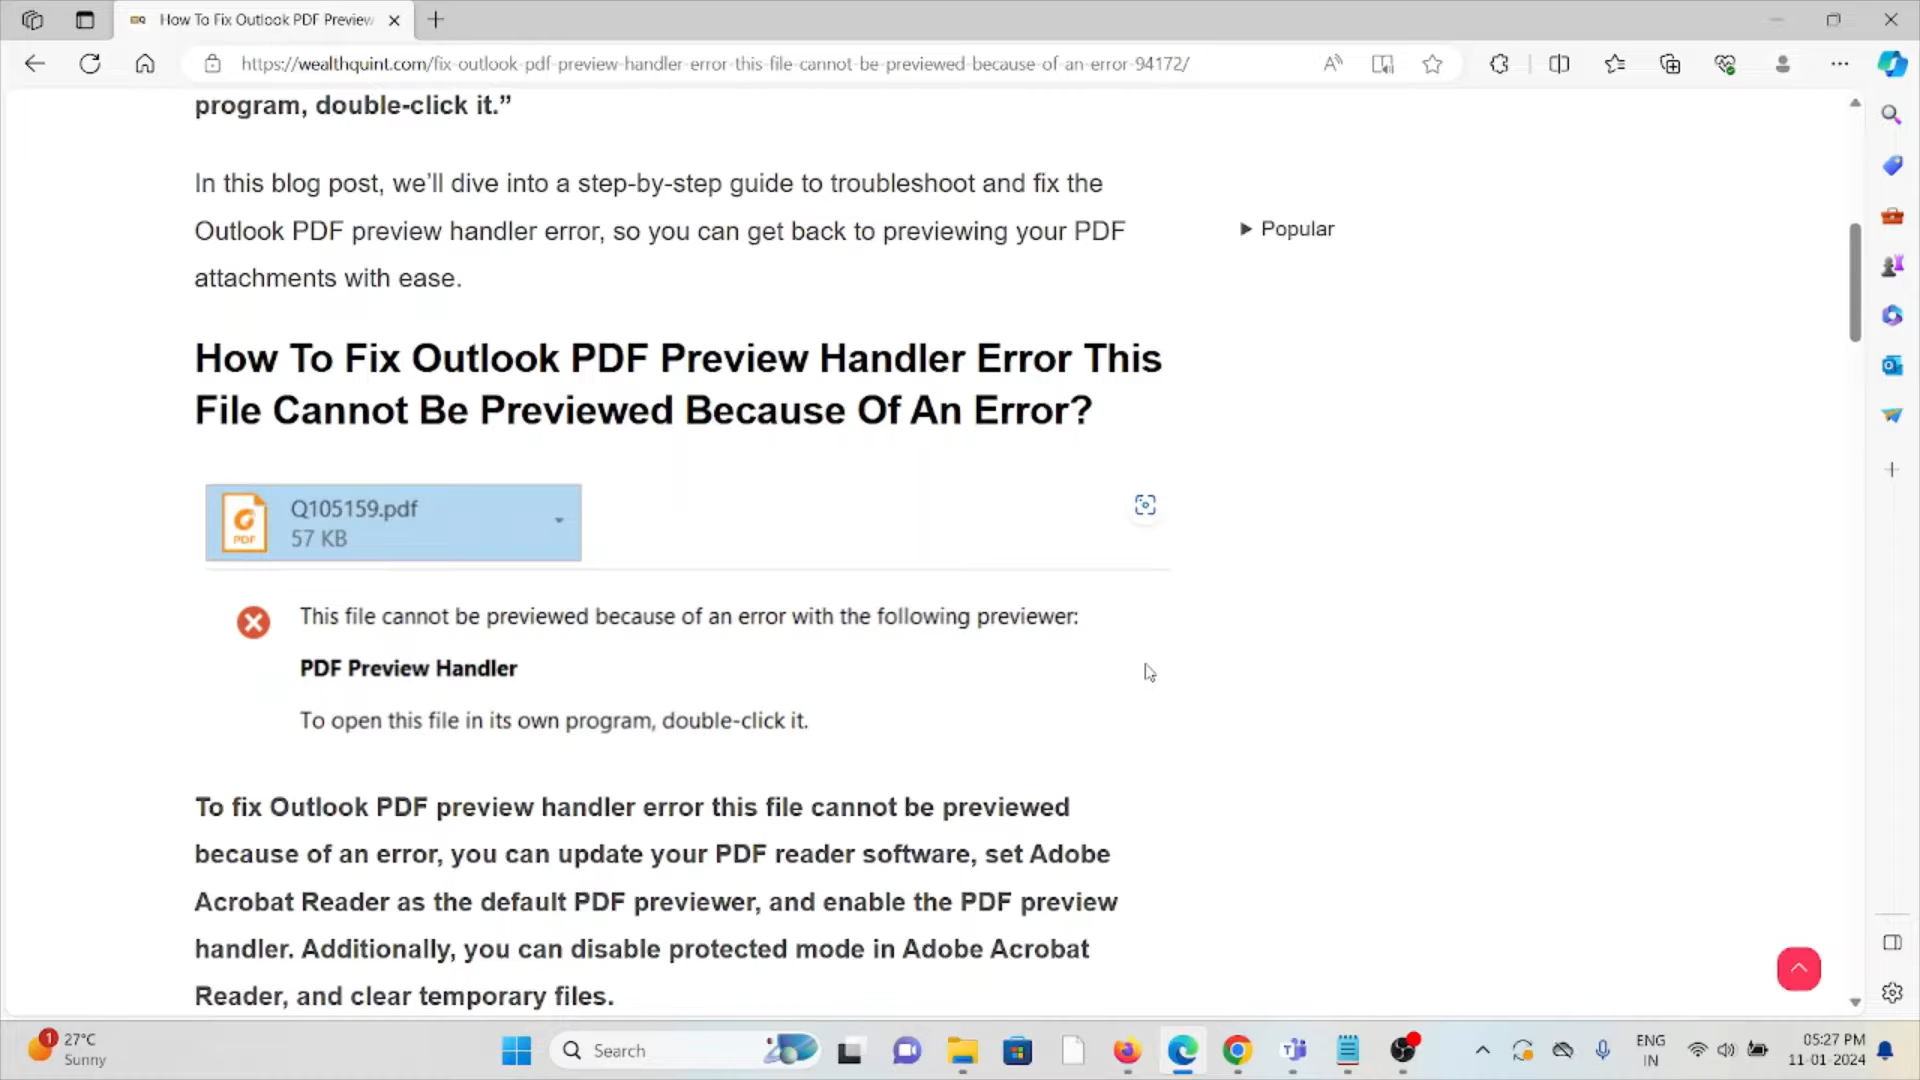 How To Fix Outlook PDF Preview
https://wealthquint.com/fix-outlook-pdf-preview-handler-error-this-file-cannot-be-previewed-because-of-an-error-94172/
program, double-click it.”
In this blog post, we’ll dive into a step-by-step guide to troubleshoot and fix the
Outlook PDF preview handler error, so you can get back to previewing your PDF
attachments with ease.
Popular
How To Fix Outlook PDF Preview Handler Error This
File Cannot Be Previewed Because Of An Error?
Q105159.pdf
57 KB
PDF
This file cannot be previewed because of an error with the following previewer:
PDF Preview Handler
To open this file in its own program, double-click it.
To fix Outlook PDF preview handler error this file cannot be previewed
because of an error, you can update your PDF reader software, set Adobe
Acrobat Reader as the default PDF previewer, and enable the PDF preview
handler. Additionally, you can disable protected mode in Adobe Acrobat
Reader, and clear temporary files.
1
27°C
Sunny
Search
ENG
IN
05:27 PM
11-01-2024